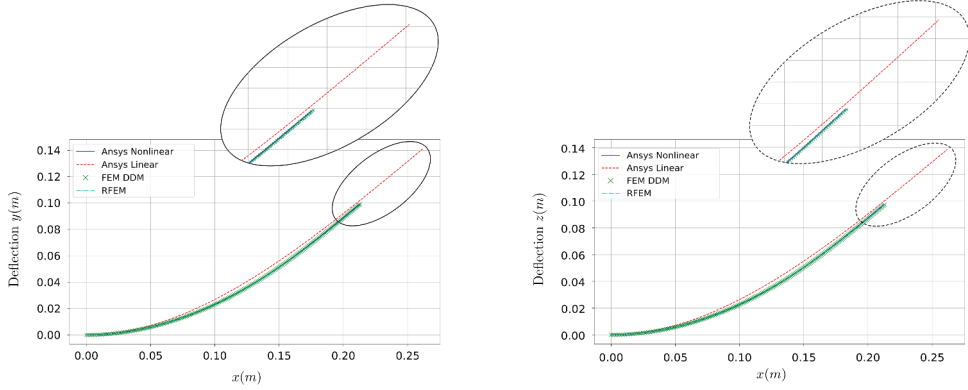 0.14
0.12
0.10
0.08
0.06
0.04
0.02
0.00
Deflection y(m)
Ansys Nonlinear
Ansys Linear
FEM DDM
RFEM
0.00 0.05 0.10 0.15 0.20 0.25
x(m)
0.14
0.12
0.10
0.08
0.06
0.04
0.02
0.00
Deflection z(m)
Ansys Nonlinear
Ansys Linear
FEM DDM
RFEM
0.00 0.05 0.10 0.15 0.20 0.25
x(m)